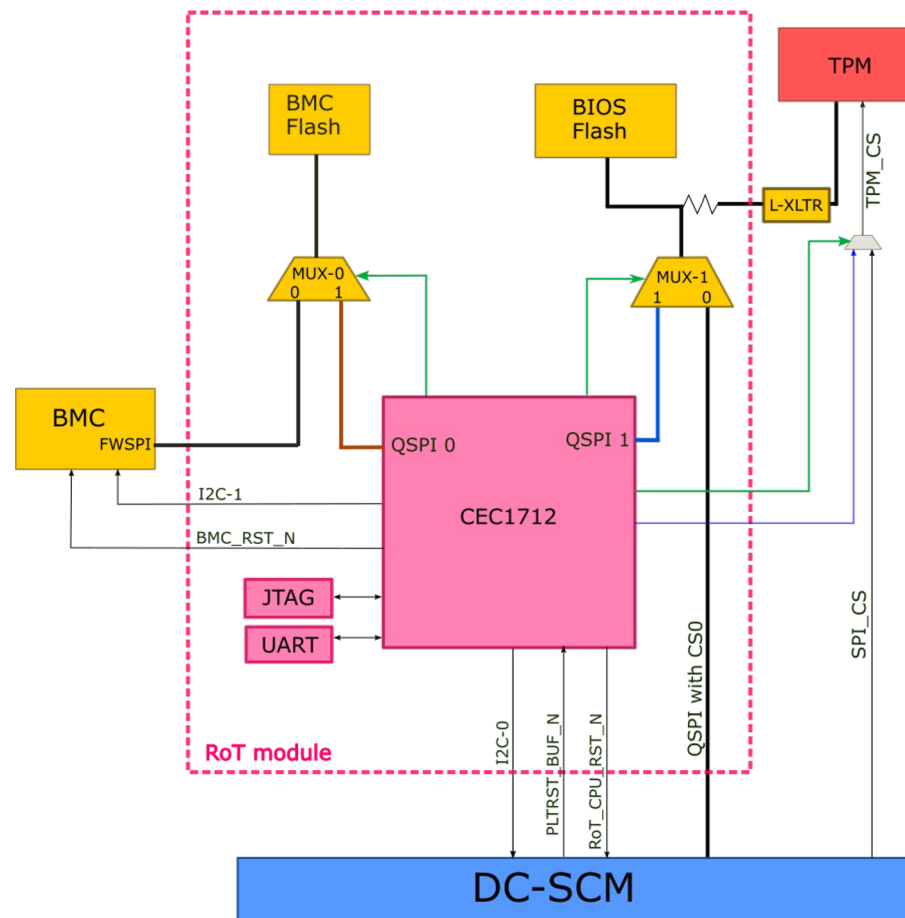 TPM
BMC
Flash
BIOS
Flash
TPM_CS
L-XLTR
MUX-0
0 1
MUX-1
1 0
BMC
FWSPI
QSPI 0
QSPI 1
I2C-1
CEC1712
BMC_RST_N
JTAG
UART
I2C-0
PLTRST_BUF_N
RoT_CPU_RST_N
QSPI with CS0
SPI_CS
RoT module
DC-SCM